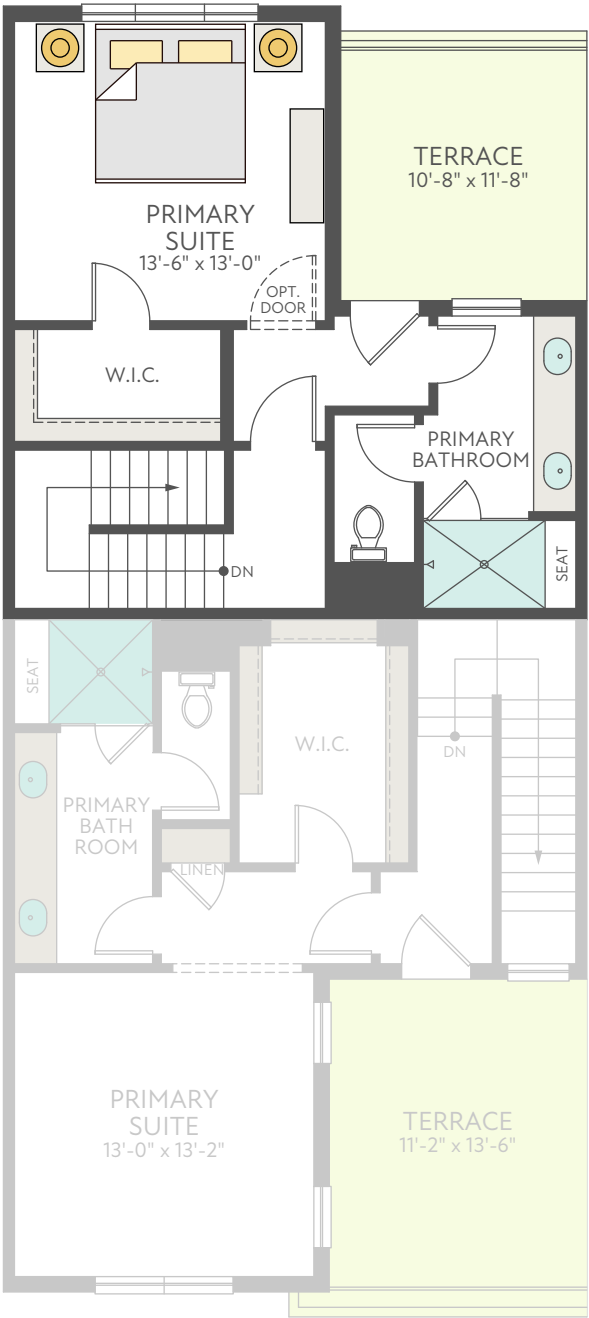 TERRACE
10'-8" x 11'-8"
PRIMARY
SUITE
13'-6" x 13'-0"
OPT.
DOOR
W.I.C.
PRIMARY
BATHROOM
DN
SEAT
SEAT
W.I.C.
DN
PRIMARY
BATH
ROOM
LINEN
PRIMARY
SUITE
13'-0" x 13'-2"
TERRACE
11'-2" x 13'-6"